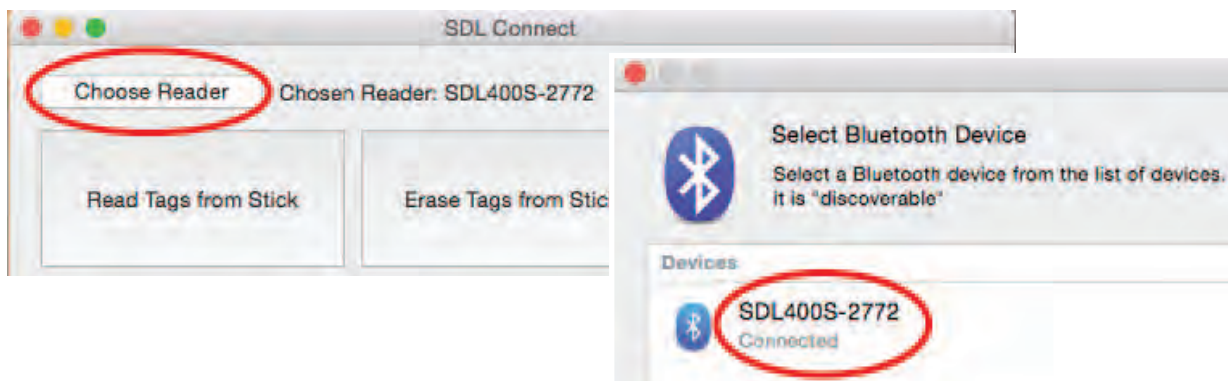 SDL Connect
Choose Reader
Chosen Reader: SDL400S-2772
Read Tags from Stick
Erase Tags from Stic
Select Bluetooth Device
Select a Bluetooth device from the list of devices.
it is "discoverable"
Devices
SDL400S-2772
Connected